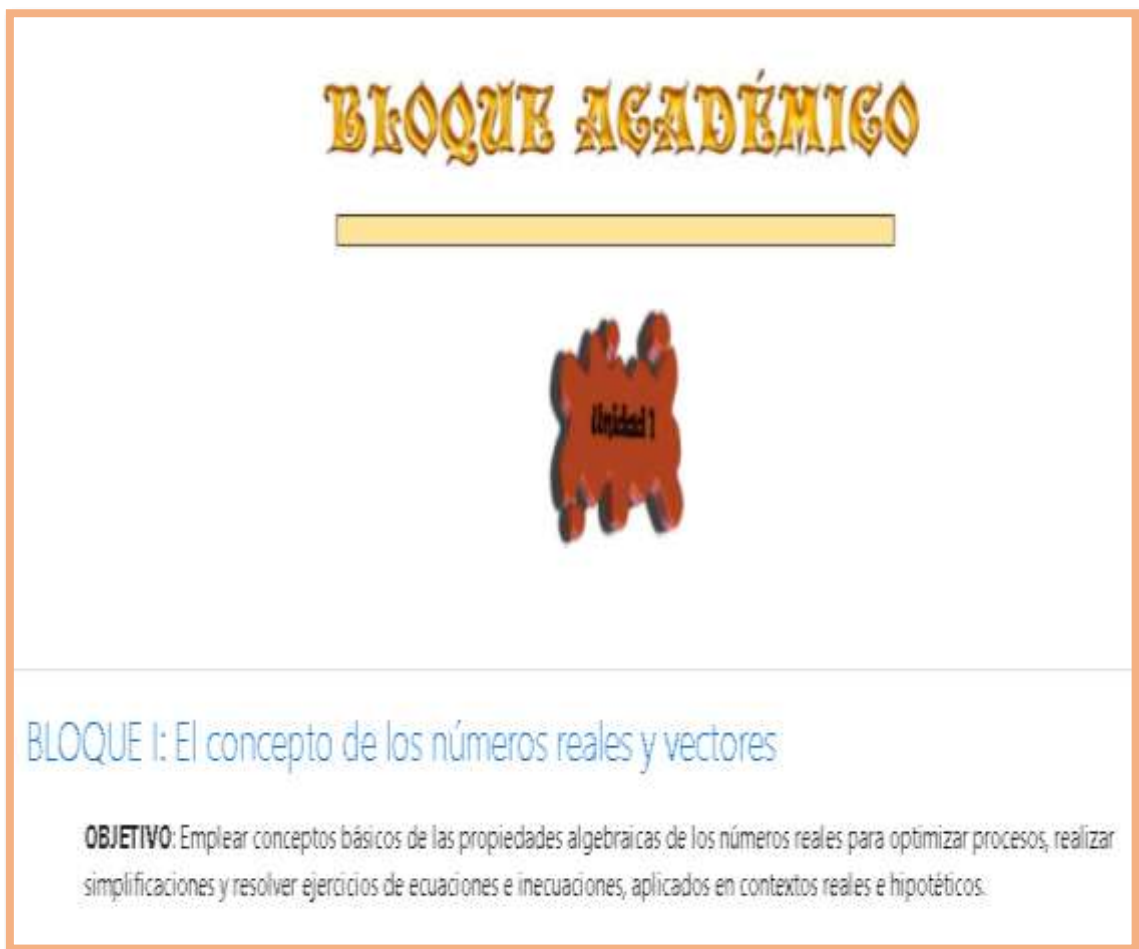 BLOQUE ACADÉMICO
Unidad 1
BLOQUE I: El concepto de los números reales y vectores
OBJETIVO: Emplear conceptos básicos de las propiedades algebraicas de los números reales para optimizar procesos, realizar
simplificaciones y resolver ejercicios de ecuaciones e inecuaciones, aplicados en contextos reales e hipotéticos.